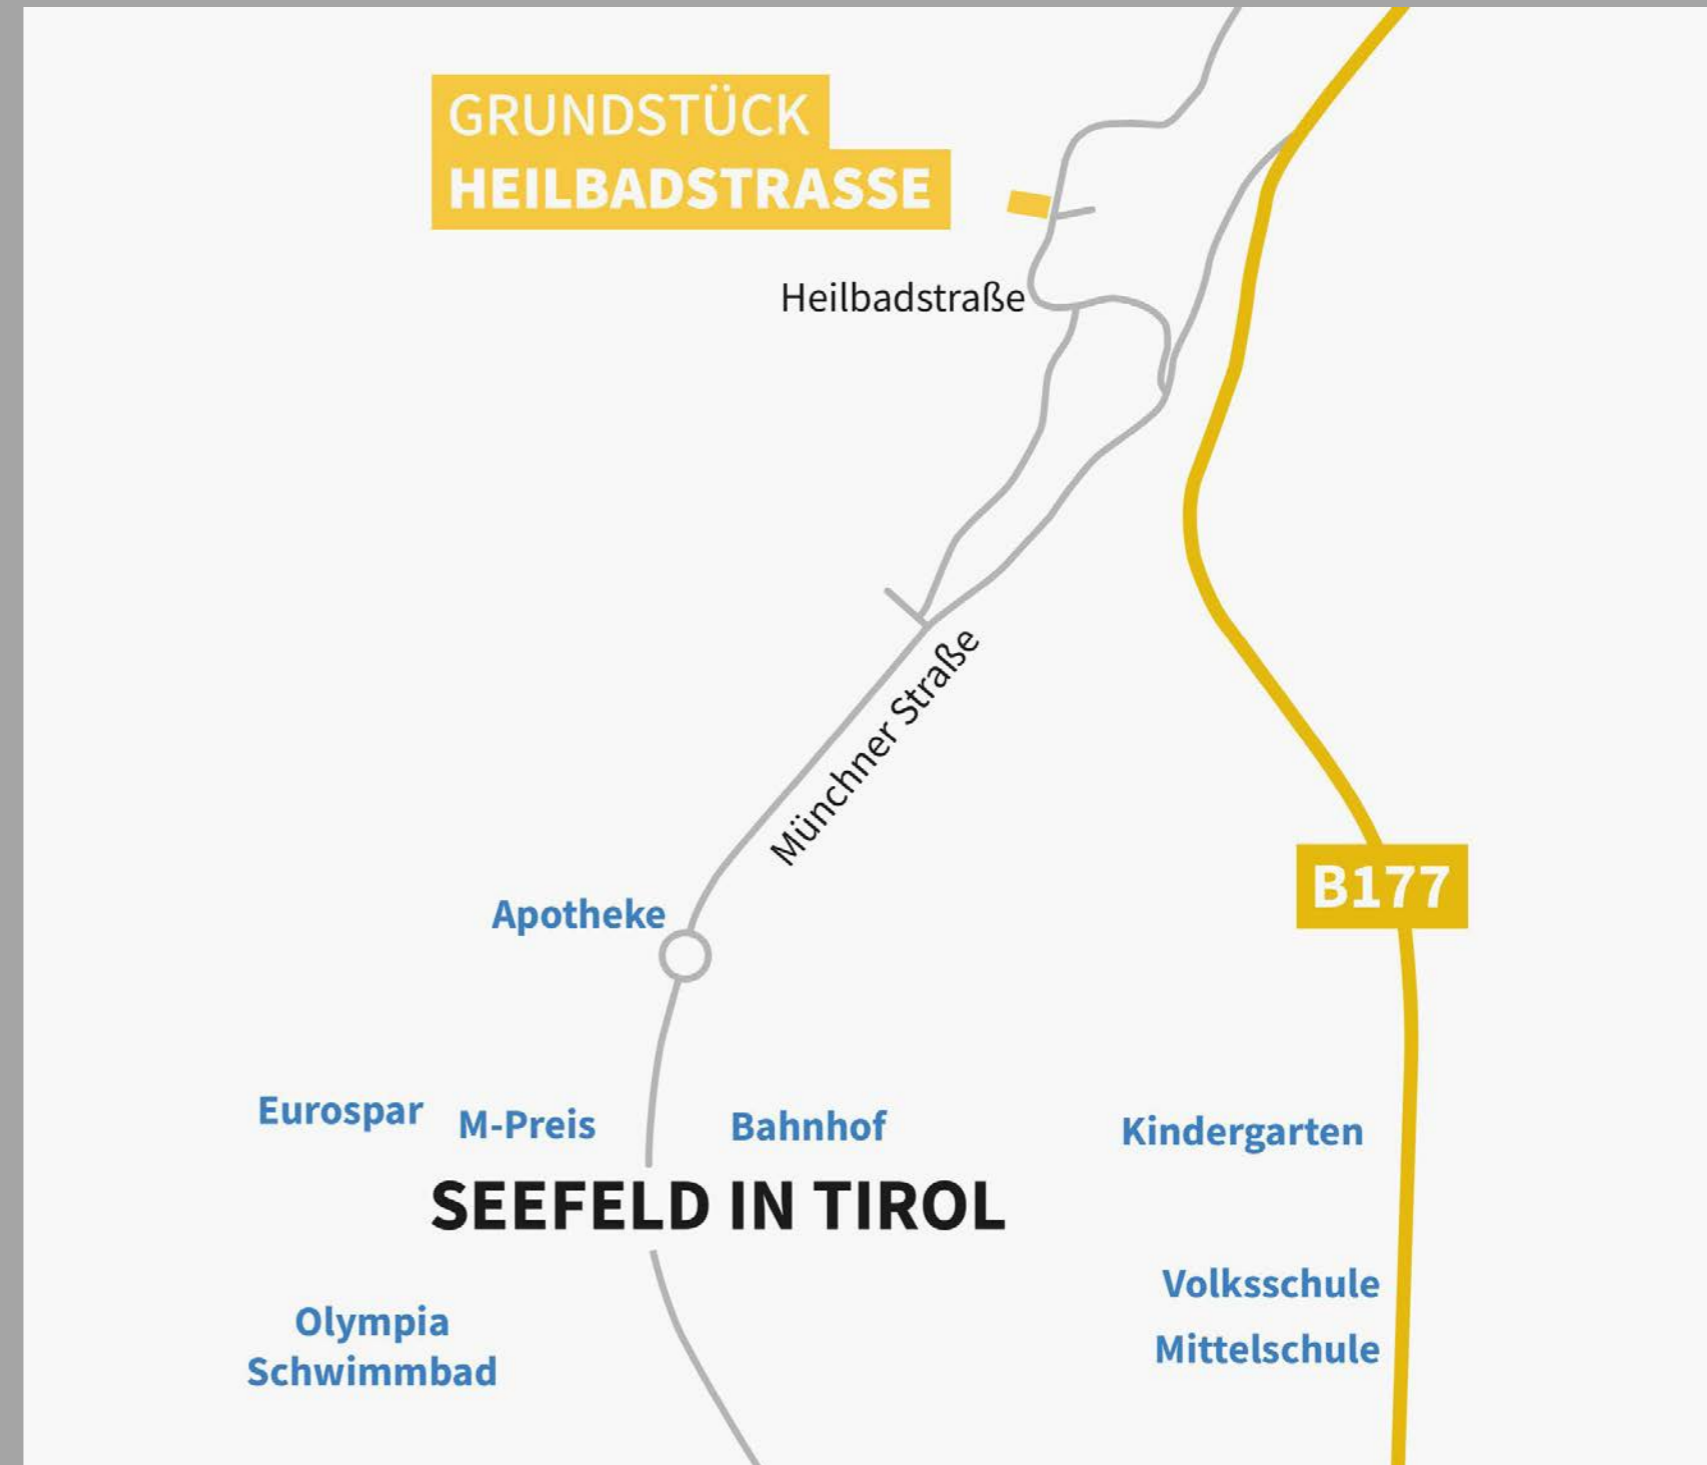 GRUNDSTÜCK
HEILBADSTRASSE
Heilbadstraße
Münchner Straße
B177
Apotheke
Eurospar
M-Preis
Bahnhof
Kindergarten
SEEFELD IN TIROL
Volksschule
Mittelschule
Olympia
Schwimmbad